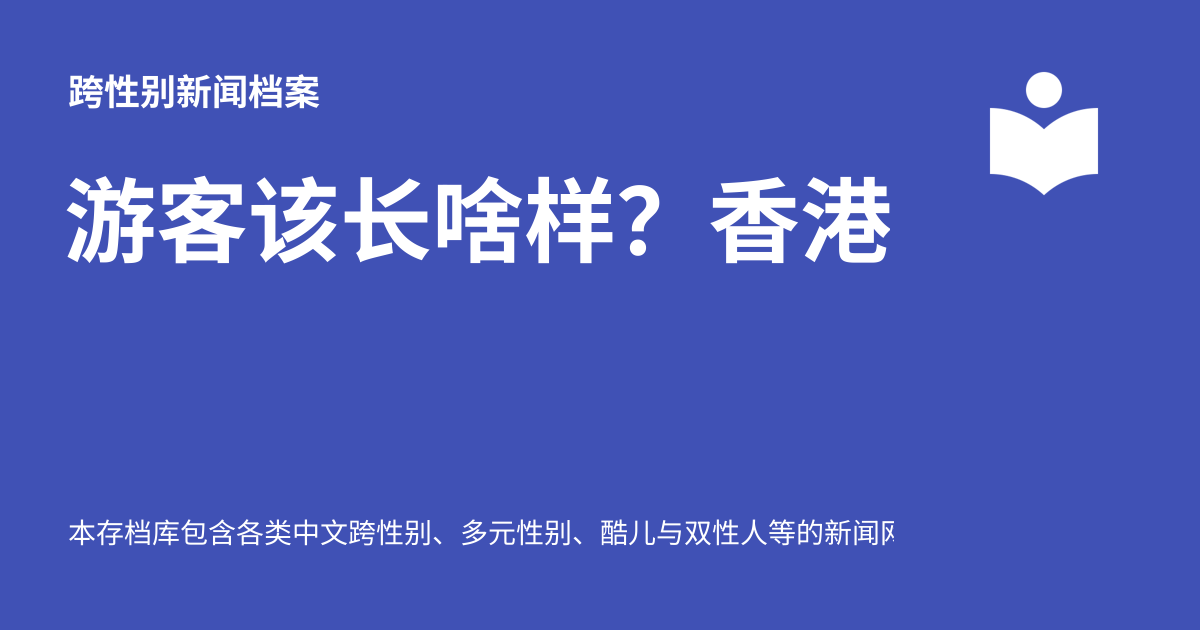 跨性别新闻档案
游客该长啥样？香港
本存档库包含各类中文跨性别、多元性别、酷儿与双性人等的新闻